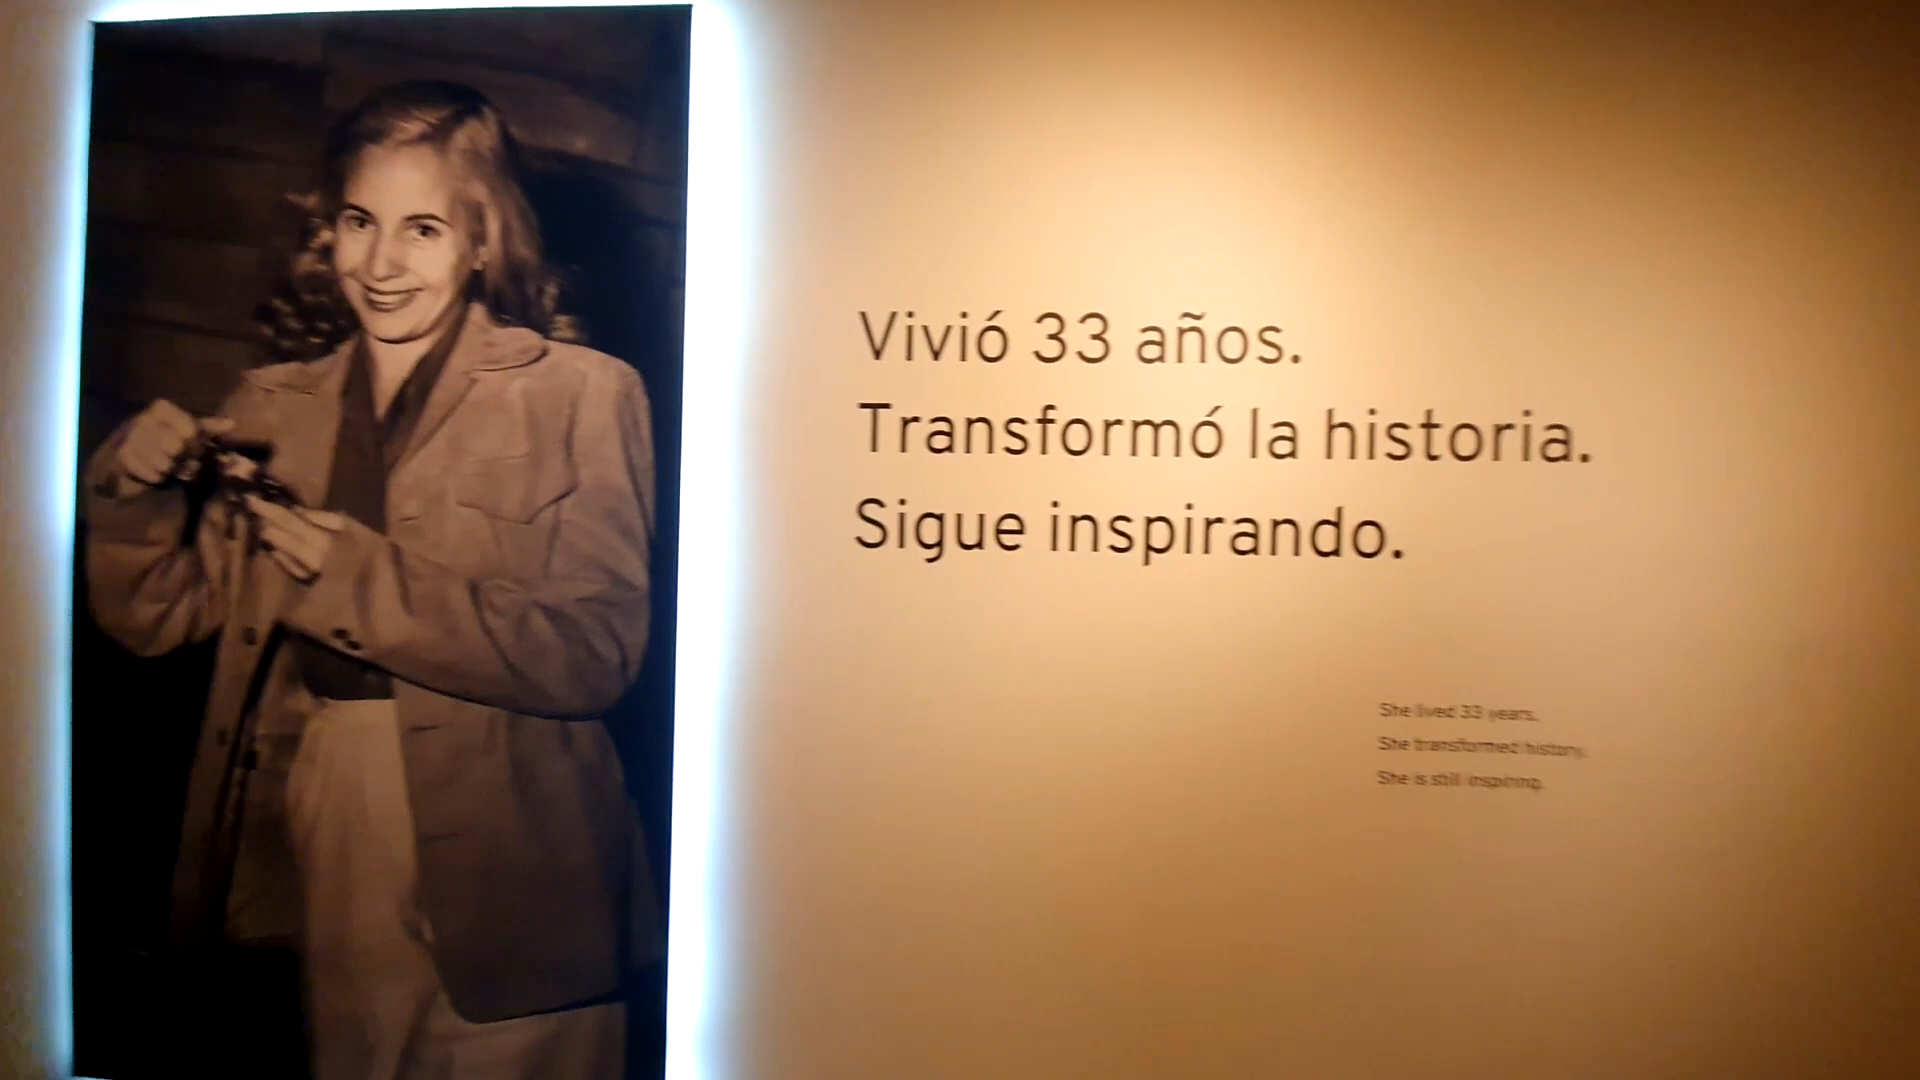 Vivió 33 años.
Transformó la historia.
Sigue inspirando.
She lived 33 years.
She transformed history.
She is still inspiring.